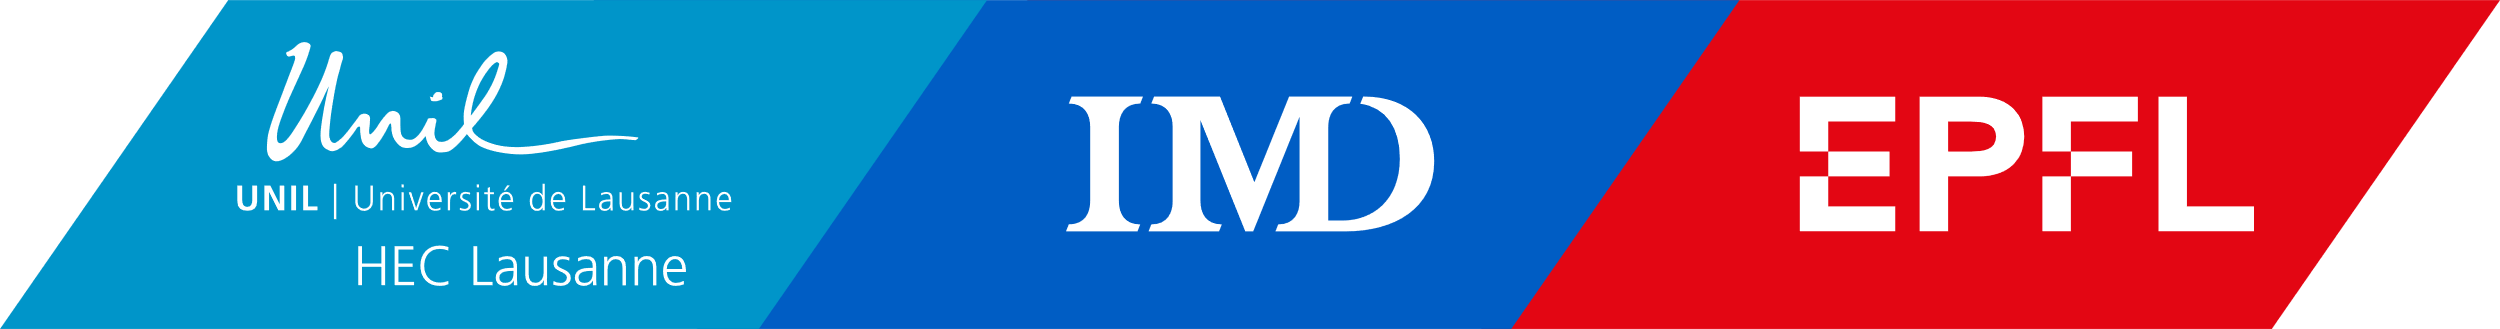 Unil
UNIL | Université de Lausanne
HEC Lausanne
IMD
EPFL